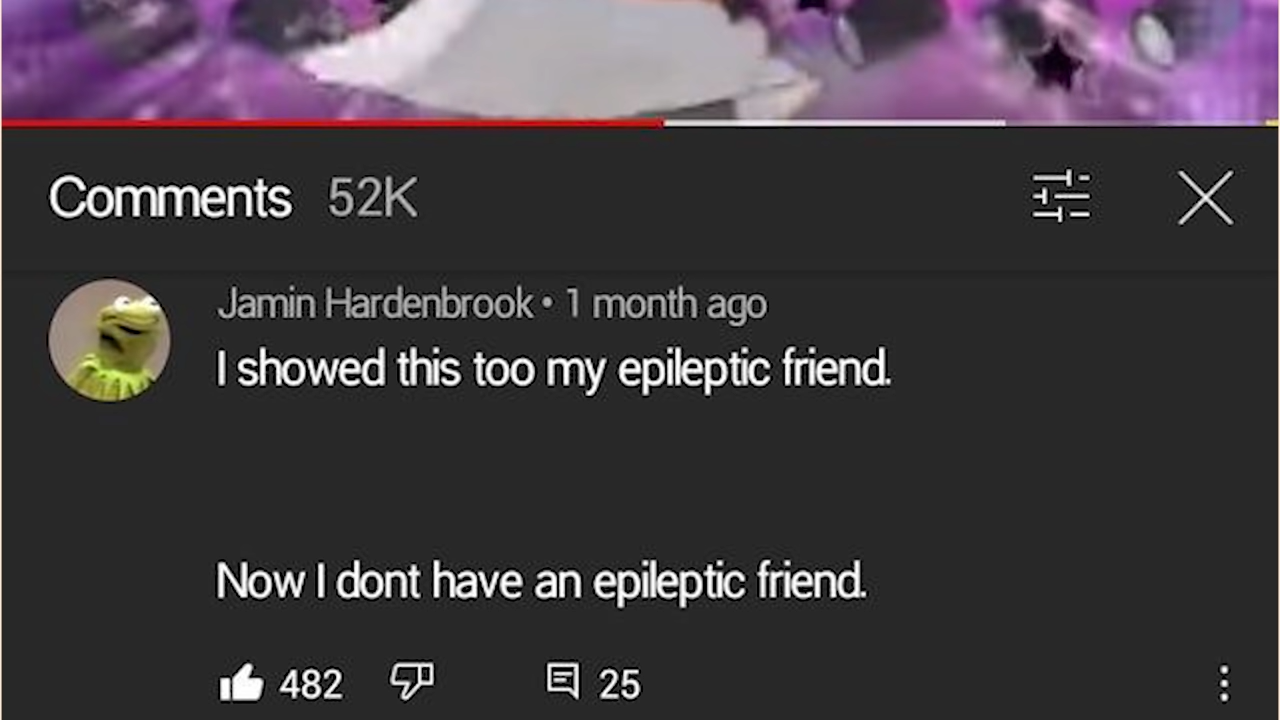 Comments 52K
Jamin Hardenbrook • 1 month ago
I showed this too my epileptic friend.
Now I dont have an epileptic friend.
482 25